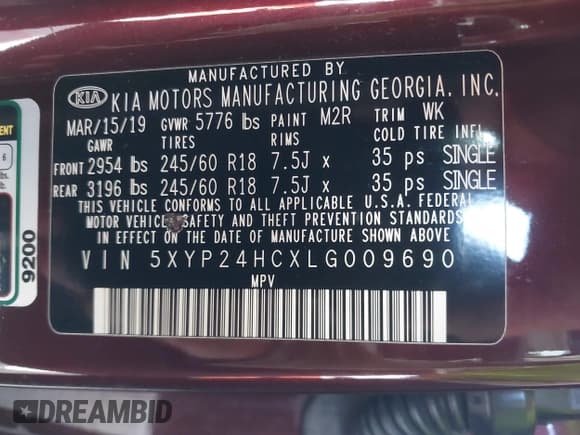 MANUFACTURED BY
KIA KIA MOTORS MANUFACTURING GEORGIA, INC.
MAR/15/19 GVWR 5776 lbs PAINT M2R TRIM WK
GAWR TIRES RIMS COLD TIRE INFL
FRONT 2954 lbs 245/60 R18 7.5J x 35 ps SINGLE
REAR 3196 lbs 245/60 R18 7.5J x 35 ps SINGLE
THIS VEHICLE CONFORMS TO ALL APPLICABLE U.S.A. FEDERAL
MOTOR VEHICLE SAFETY AND THEFT PREVENTION STANDARDS
IN EFFECT ON THE DATE OF MANUFACTURE SHOWN ABOVE
VIN 5XYP24HCXLG009690
MPV
9200
DREAMBID